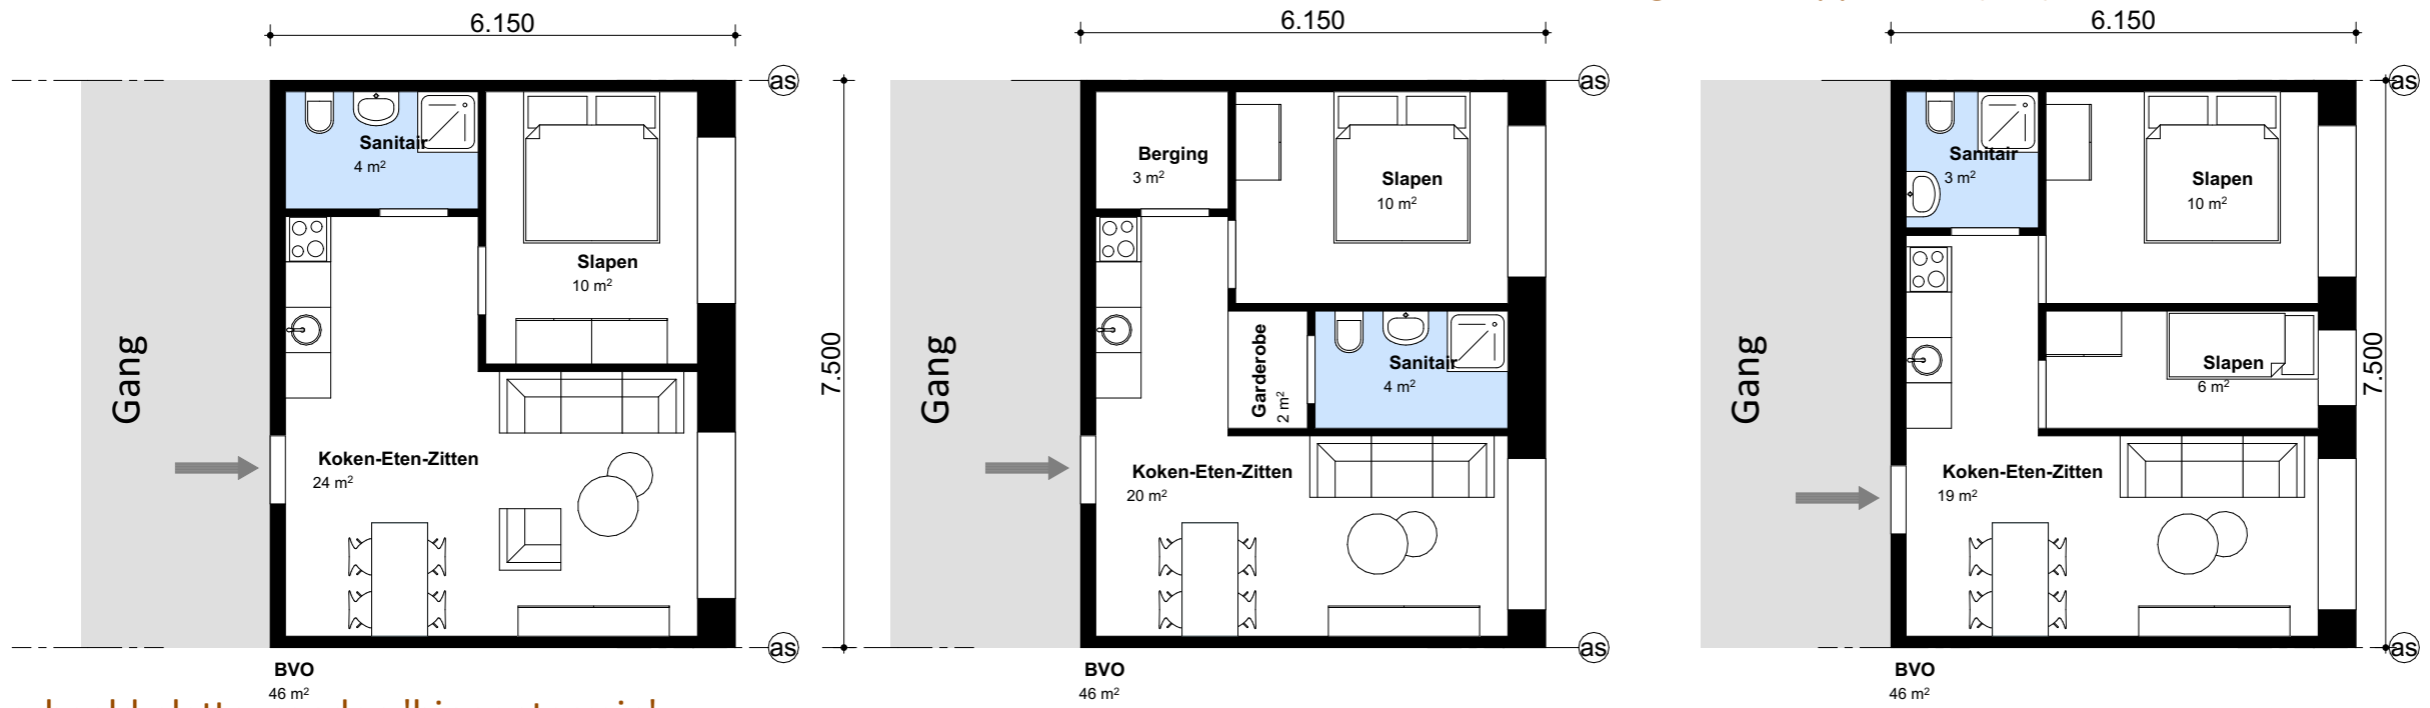 6.150
as
Sanitair
4 m²
Slapen
10 m²
Gang
Koken-Eten-Zitten
24 m²
as
BVO
46 m²
7.500
6.150
as
Berging
3 m²
Slapen
10 m²
Gang
Garderobe
2 m²
Sanitair
4 m²
Koken-Eten-Zitten
20 m²
as
BVO
46 m²
6.150
as
Sanitair
3 m²
Slapen
10 m²
Gang
Slapen
6 m²
7.500
Koken-Eten-Zitten
19 m²
as
BVO
46 m²